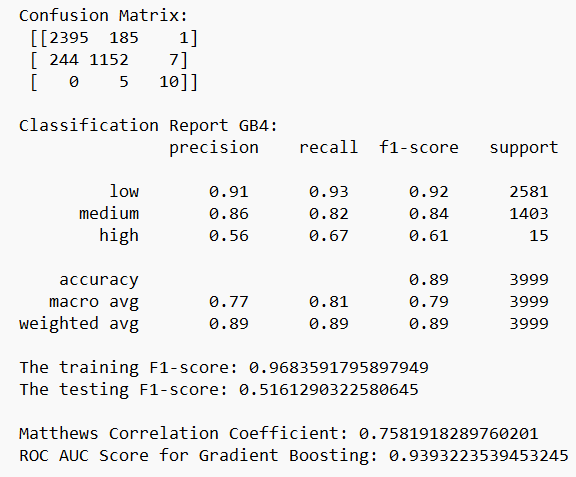 Confusion Matrix:
[[2395 185 1]
[ 244 1152 7]
[ 0 5 10]]
Classification Report GB4:
precision recall f1-score support
low 0.91 0.93 0.92 2581
medium 0.86 0.82 0.84 1403
high 0.56 0.67 0.61 15
accuracy 0.89 3999
macro avg 0.77 0.81 0.79 3999
weighted avg 0.89 0.89 0.89 3999
The training F1-score: 0.9683591795897949
The testing F1-score: 0.5161290322580645
Matthews Correlation Coefficient: 0.7581918289760201
ROC AUC Score for Gradient Boosting: 0.9393223539453245